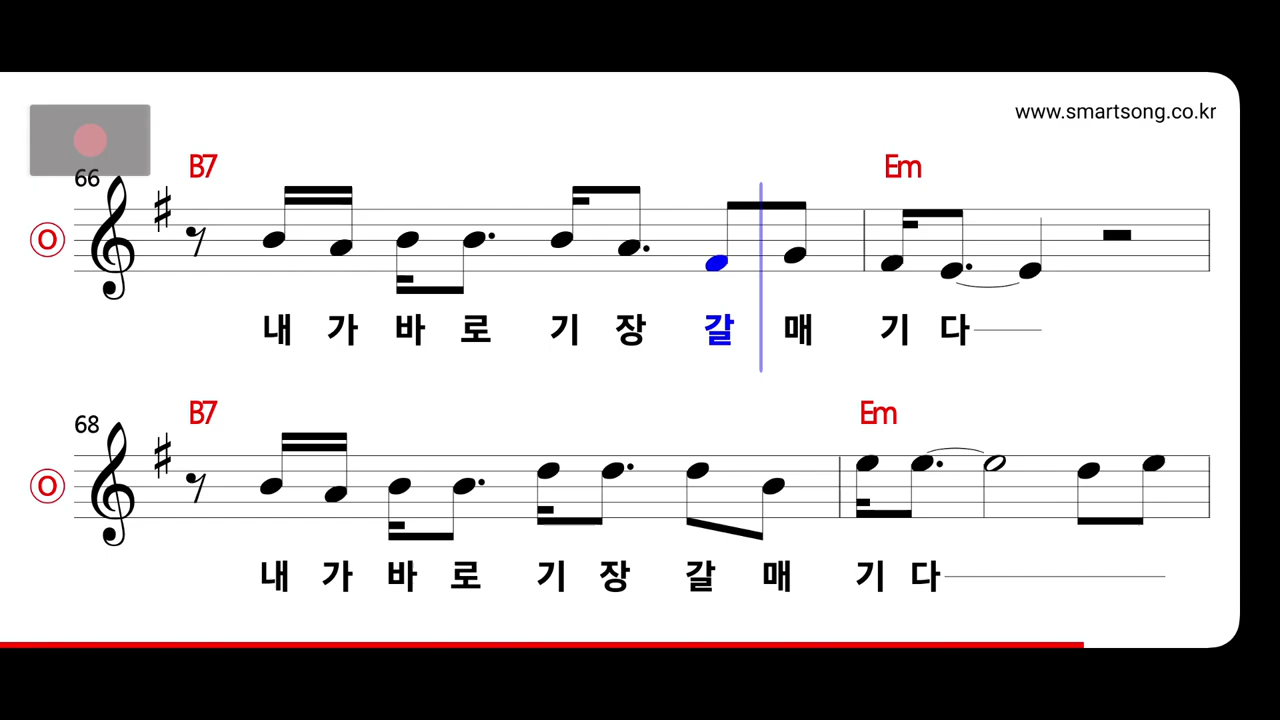 www.smartsong.co.kr
66 B7 Em
O
내 가 바 로 기 장 갈 매 기 다
68 B7 Em
O
내 가 바 로 기 장 갈 매 기 다